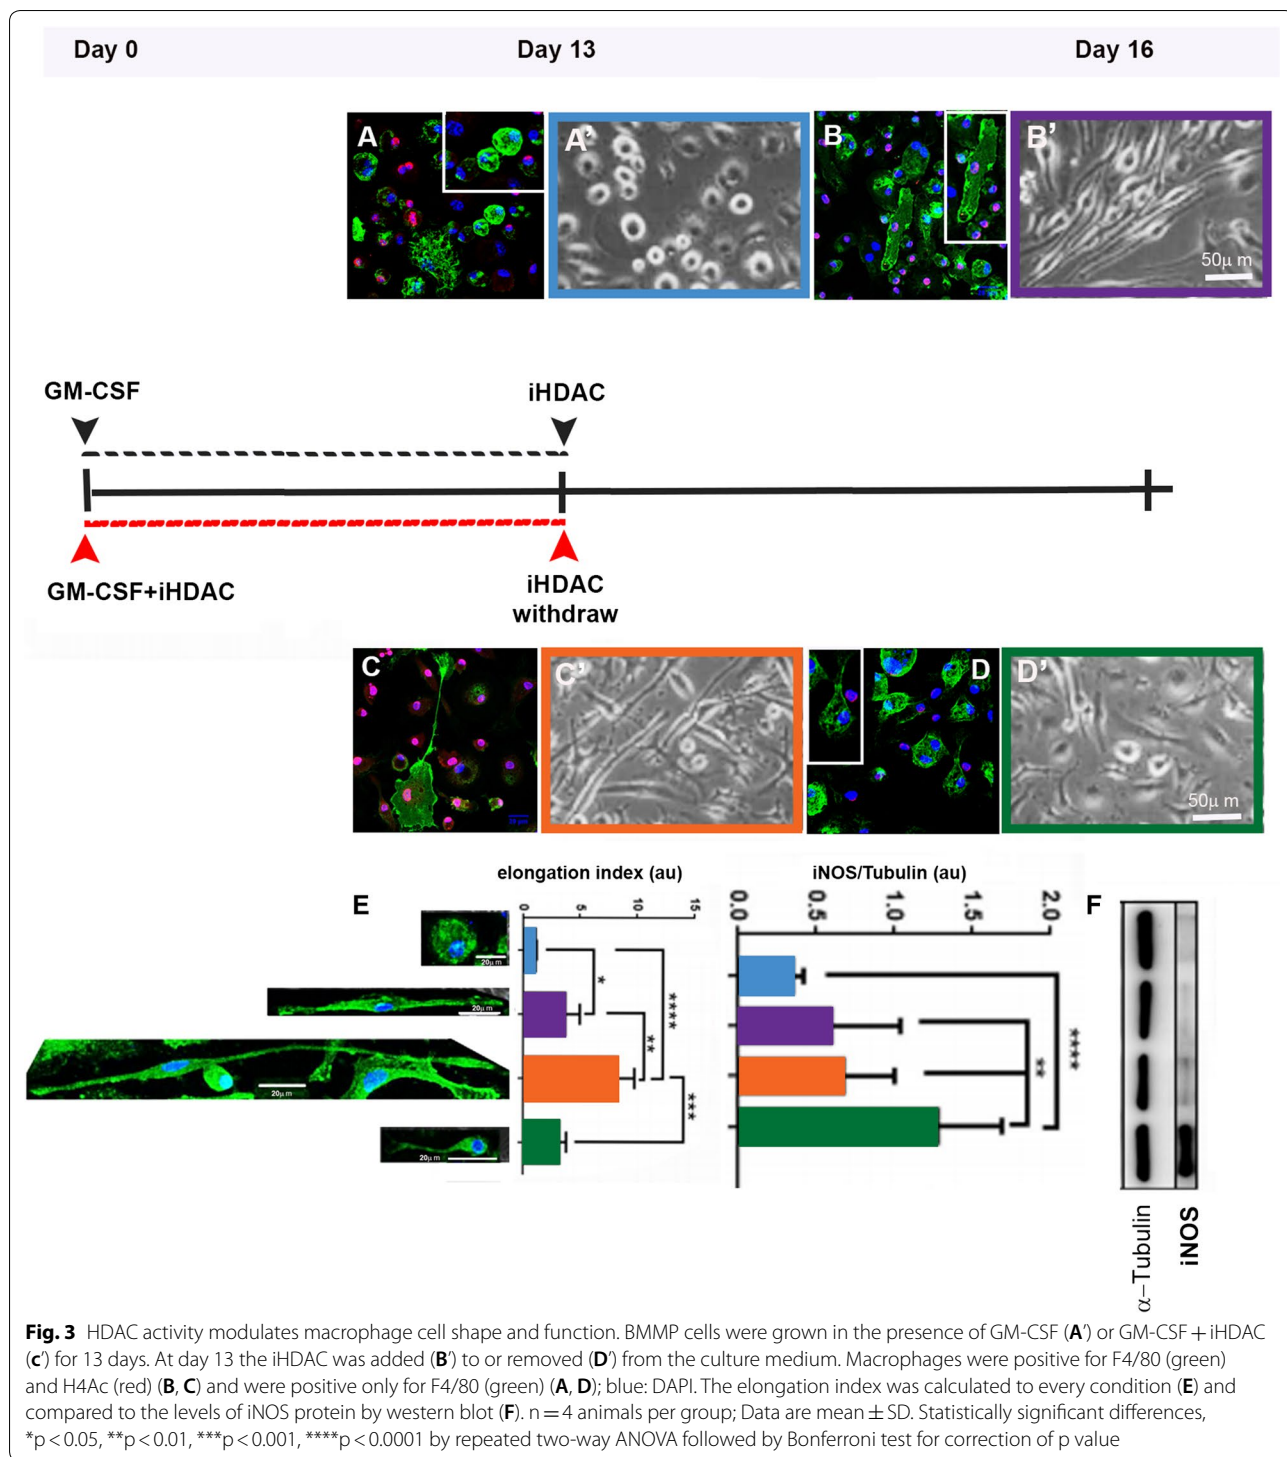 Day 0 Day 13 Day 16
A A' B B'
50μ m
GM-CSF iHDAC
GM-CSF+iHDAC iHDAC
withdraw
C C' D D'
50μ m
E elongation index (au) iNOS/Tubulin (au) F
0 5 10 15 0.0 0.5 1.0 1.5 2.0
20μ m
20μ m
20μ m
20μ m
* ** **** ***
** ****
α–Tubulin iNOS
Fig. 3 HDAC activity modulates macrophage cell shape and function. BMMP cells were grown in the presence of GM-CSF (A') or GM-CSF + iHDAC
(c') for 13 days. At day 13 the iHDAC was added (B') to or removed (D') from the culture medium. Macrophages were positive for F4/80 (green)
and H4Ac (red) (B, C) and were positive only for F4/80 (green) (A, D); blue: DAPI. The elongation index was calculated to every condition (E) and
compared to the levels of iNOS protein by western blot (F). n = 4 animals per group; Data are mean ± SD. Statistically significant differences,
*p < 0.05, **p < 0.01, ***p < 0.001, ****p < 0.0001 by repeated two-way ANOVA followed by Bonferroni test for correction of p value